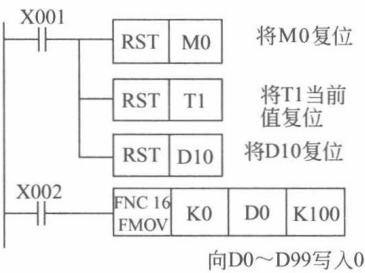 X001
RST M0 将M0复位
RST T1 将T1当前
值复位
RST D10 将D10复位
X002
FNC 16
FMOV K0 D0 K100
向D0～D99写入0